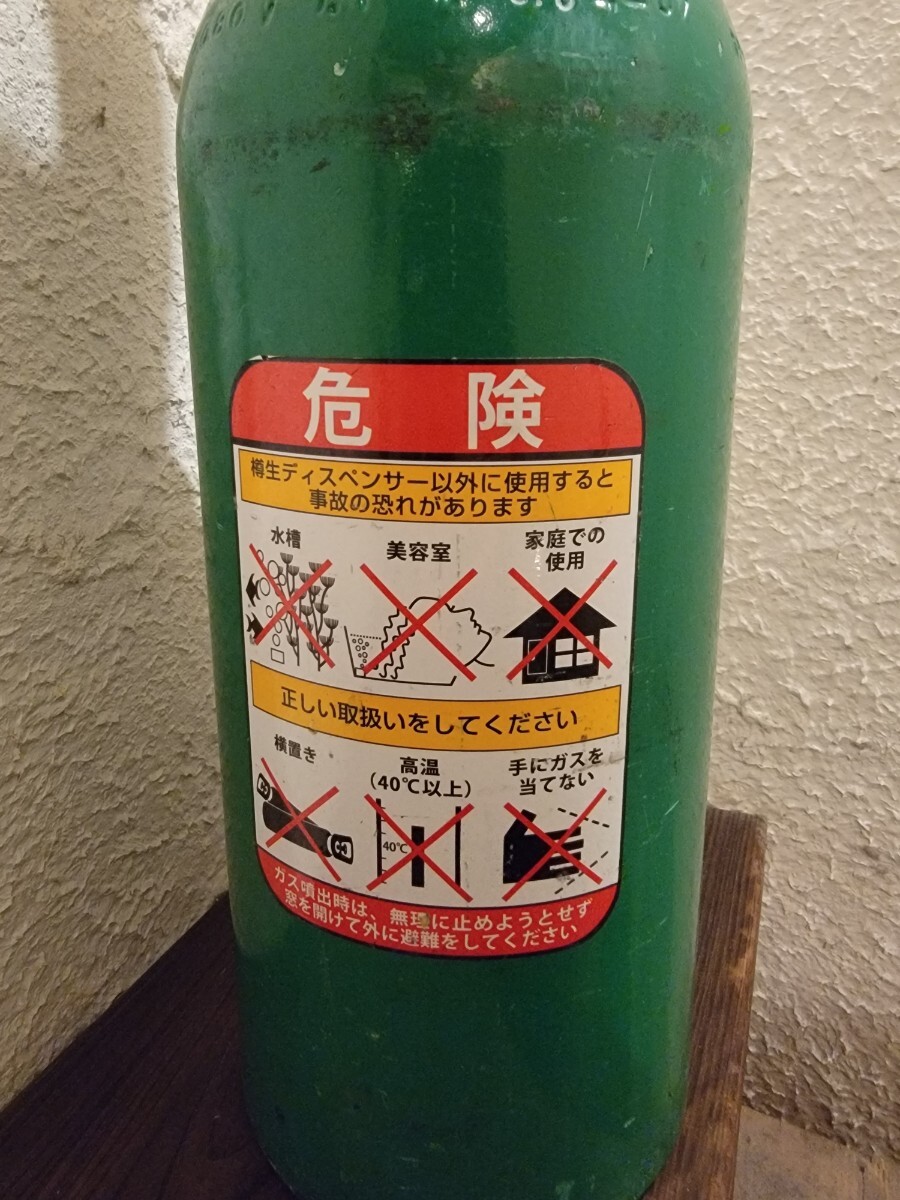 危険
樽生ディスペンサー以外に使用すると
事故の恐れがあります
水槽
美容室
家庭での
使用
正しい取扱いをしてください
横置き
高温
(40℃以上)
手にガスを
当てない
40℃
ガス噴出時は、無理に止めようとせず
窓を開けて外に避難をしてください